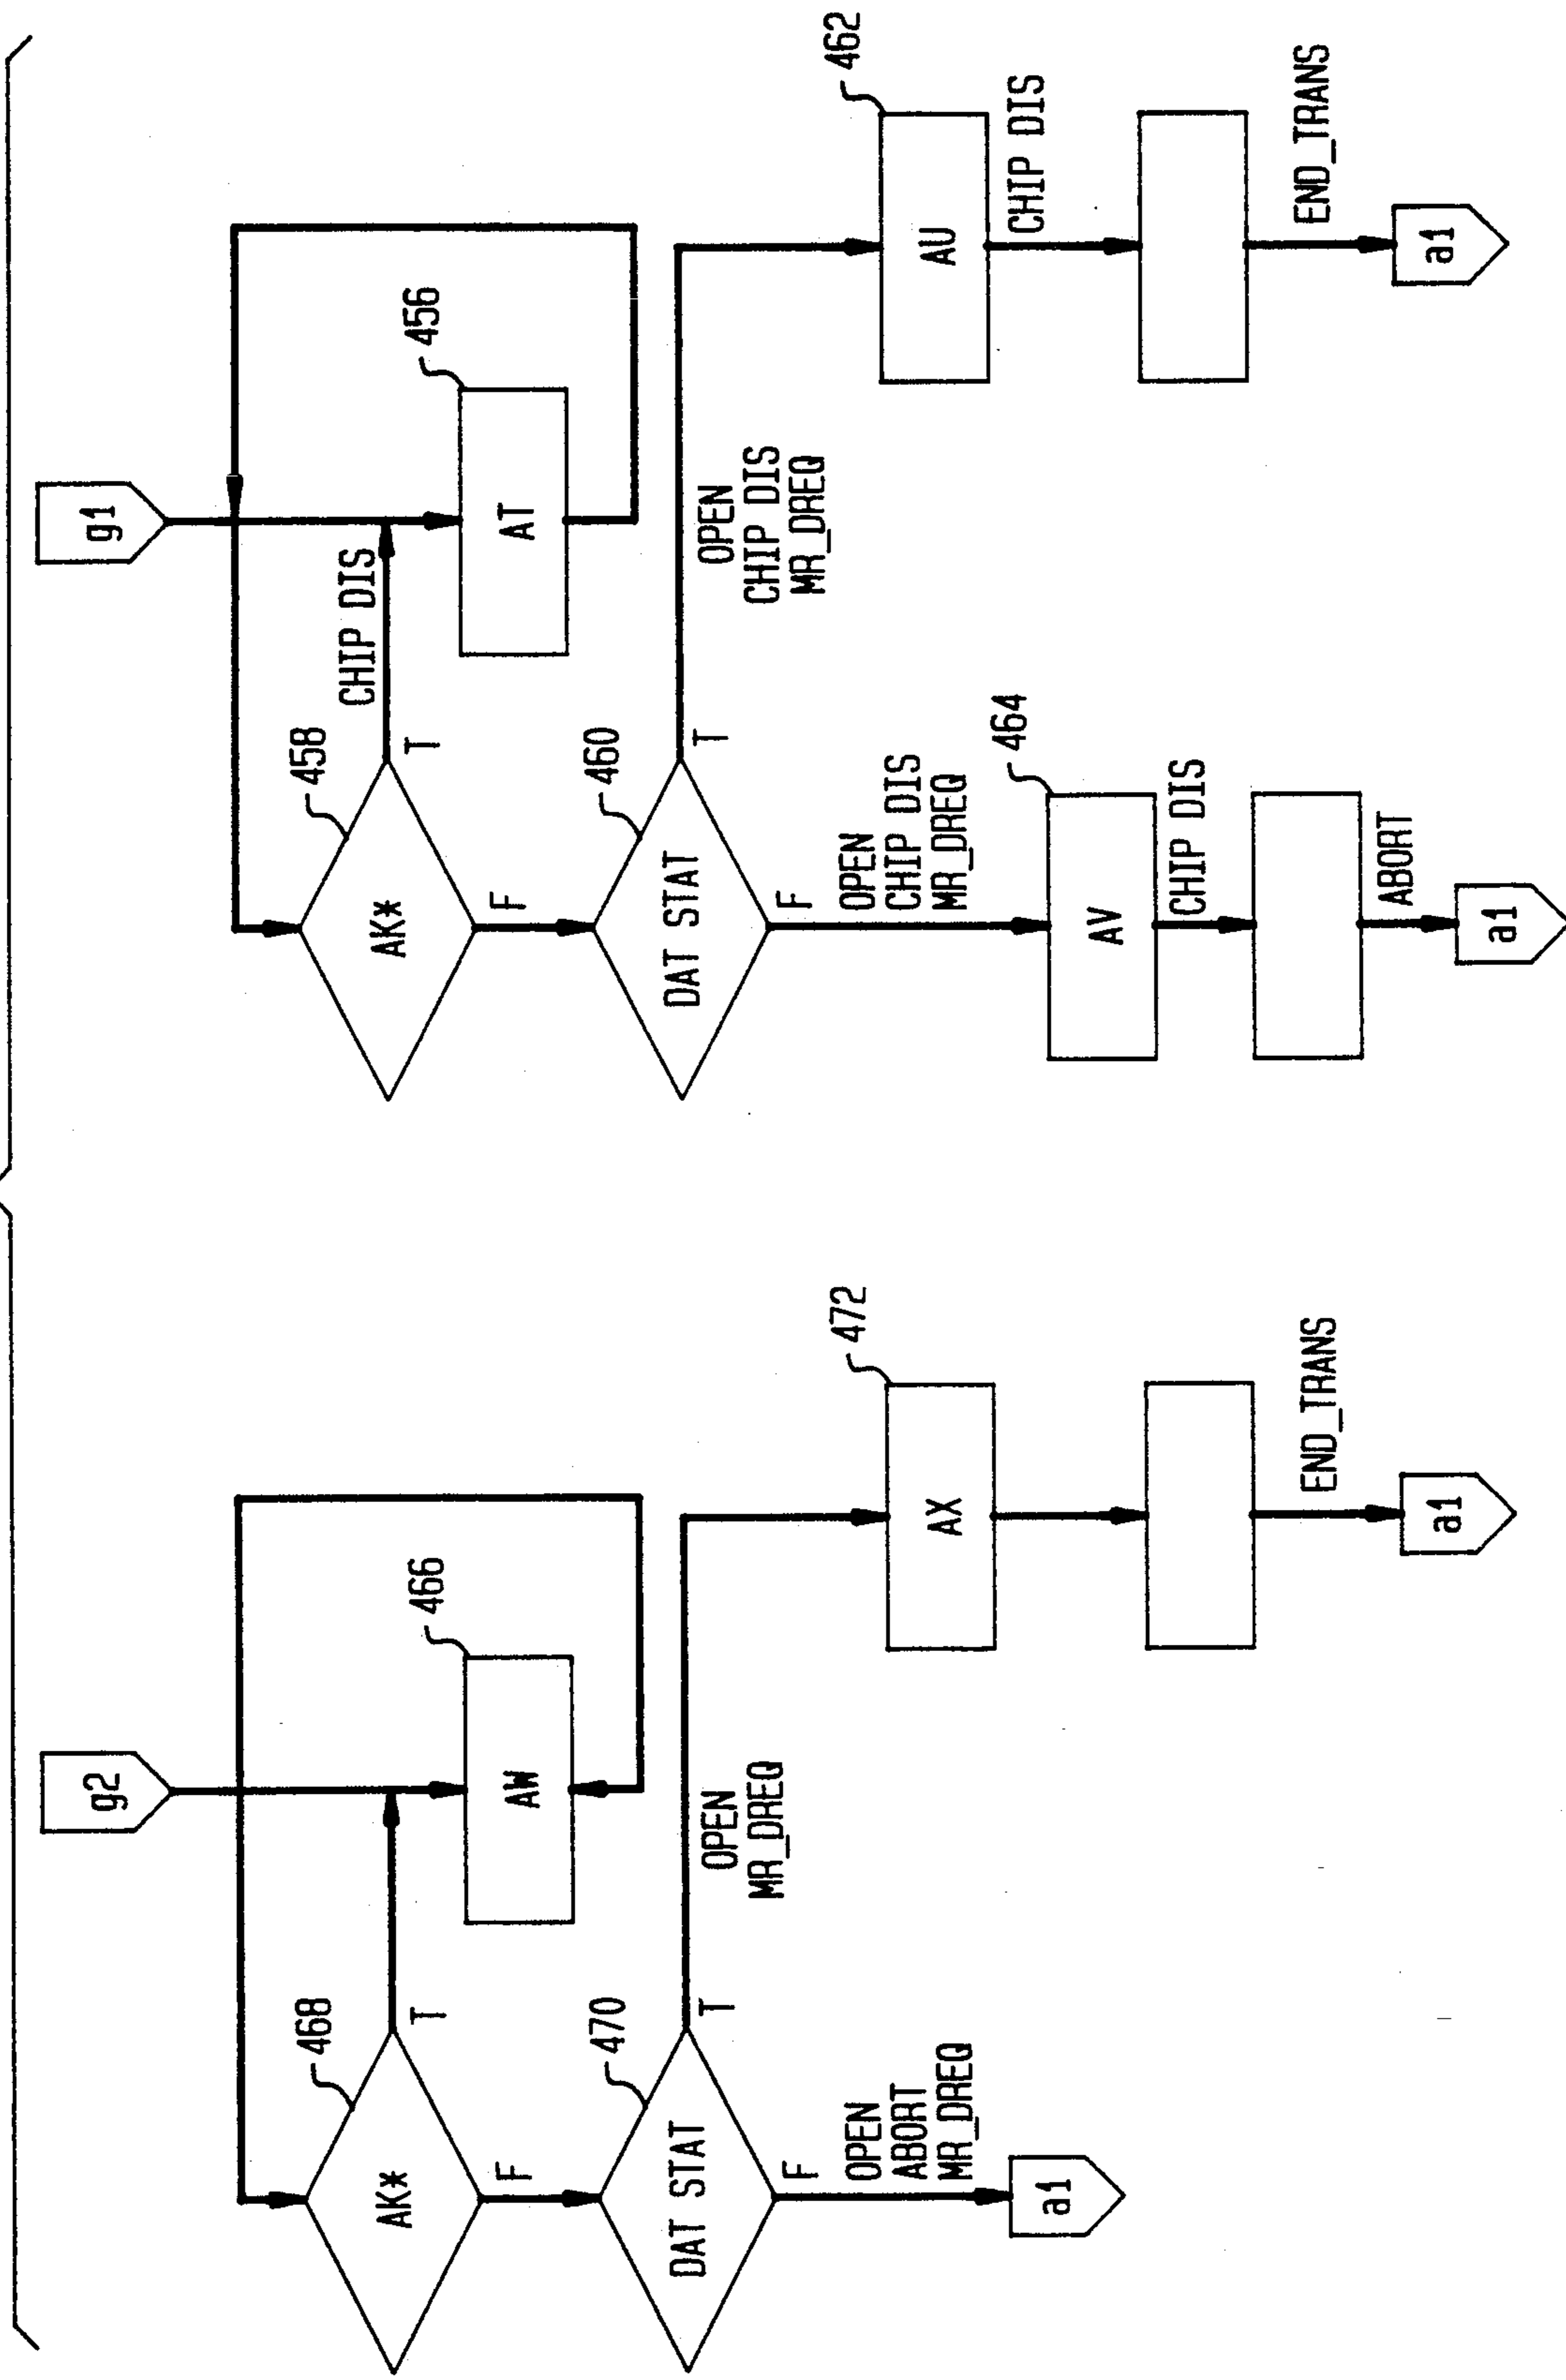 g2
468
AK*
T
466
AW
F
470
DAT STAT
T
OPEN
MR_DREQ
472
AX
F
OPEN
ABORT
MR_DREQ
a1
END_TRANS
a1
g1
458
AK*
T
CHIP DIS
456
AT
F
460
DAT STAT
T
OPEN
CHIP DIS
MR_DREQ
462
AU
CHIP DIS
END_TRANS
a1
F
OPEN
CHIP DIS
MR_DREQ
464
AV
CHIP DIS
ABORT
a1